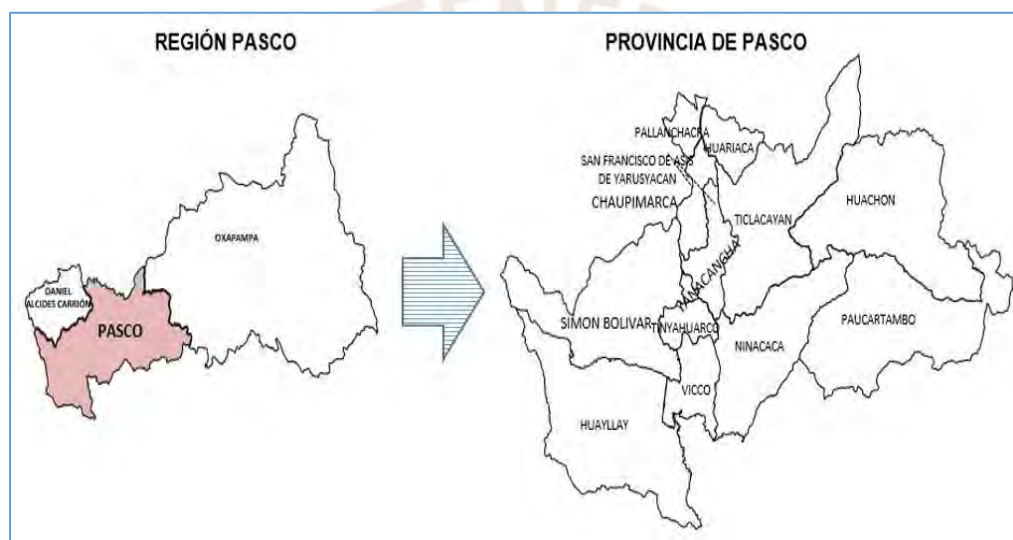 REGIÓN PASCO
OXAPAMPA
DANIEL
ALCIDES CARRIÓN
PASCO
PROVINCIA DE PASCO
PALLANCHACRA
HUARIACA
SAN FRANCISCO DE ASIS
DE YARUSYACAN
CHAUPIMARCA
TICLACAYAN
HUACHON
YANACANCHA
SIMON BOLIVAR
TINYAHUARCO
NINACACA
PAUCARTAMBO
VICCO
HUAYLLAY